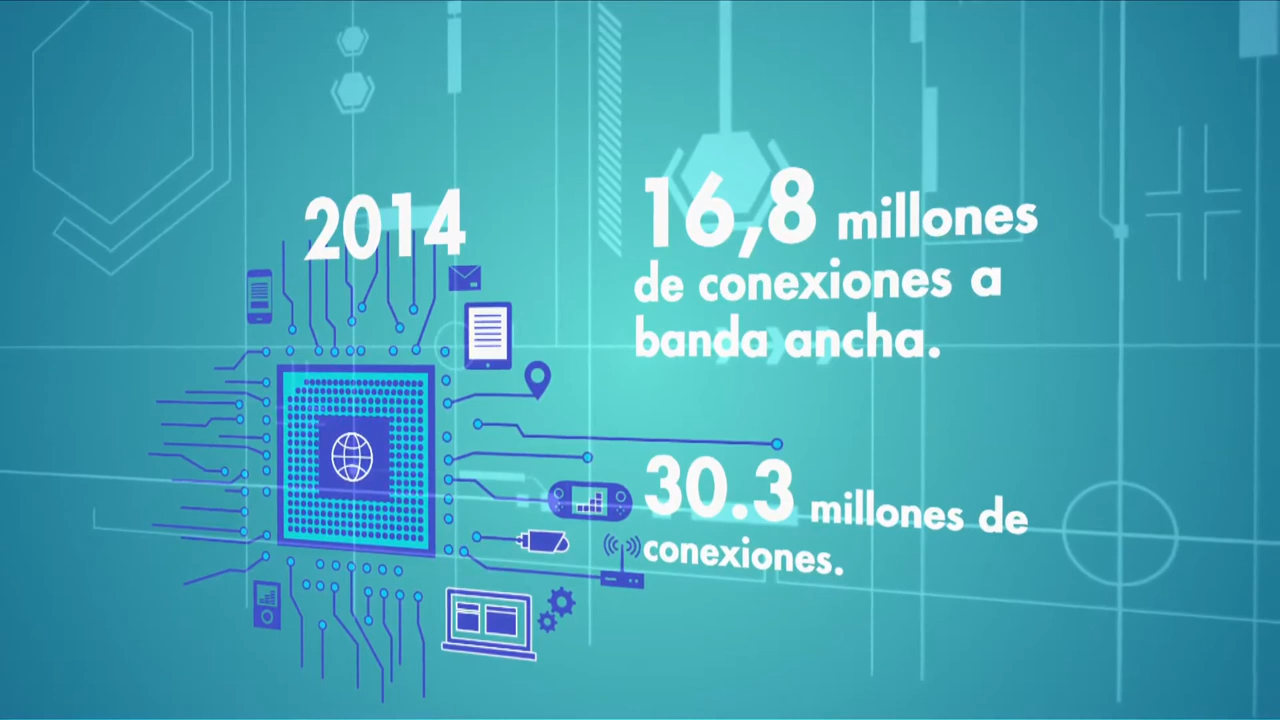 2014
16,8 millones
de conexiones a
banda ancha.
30.3 millones de
conexiones.